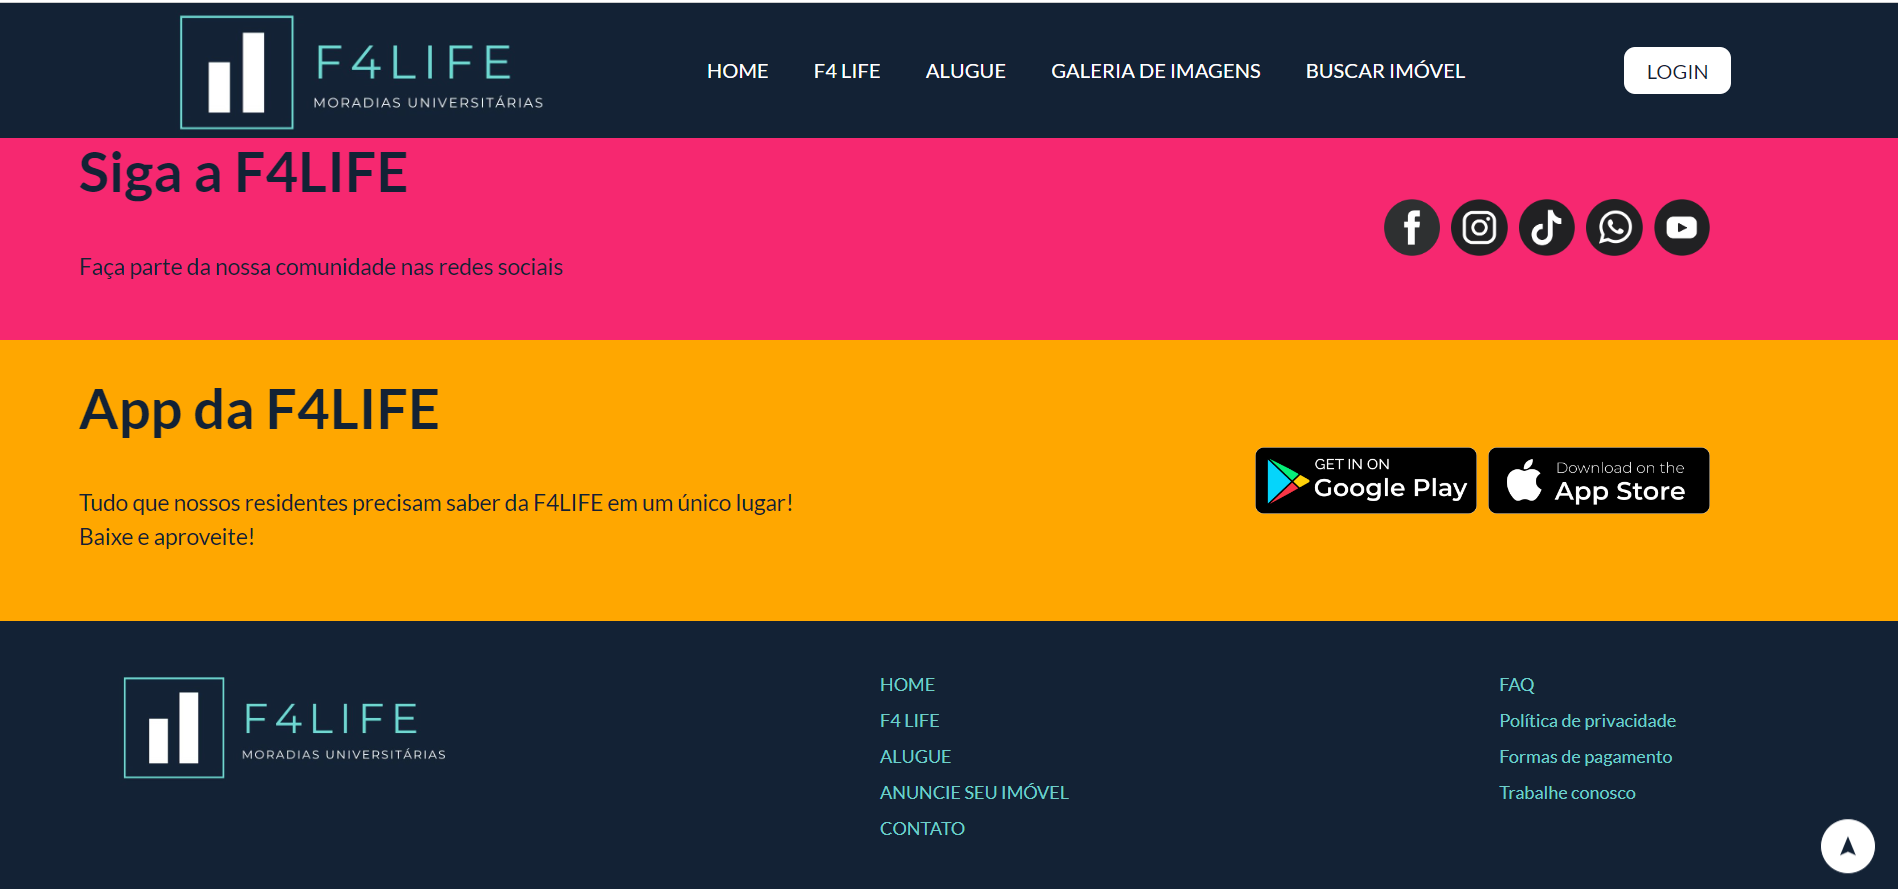 F4LIFE
MORADIAS UNIVERSITÁRIAS
HOME
F4 LIFE
ALUGUE
GALERIA DE IMAGENS
BUSCAR IMÓVEL
LOGIN
Siga a F4LIFE
Faça parte da nossa comunidade nas redes sociais
App da F4LIFE
Tudo que nossos residentes precisam saber da F4LIFE em um único lugar!
Baixe e aproveite!
GET IN ON
Google Play
Download on the
App Store
F4LIFE
MORADIAS UNIVERSITÁRIAS
HOME
F4 LIFE
ALUGUE
ANUNCIE SEU IMÓVEL
CONTATO
FAQ
Política de privacidade
Formas de pagamento
Trabalhe conosco